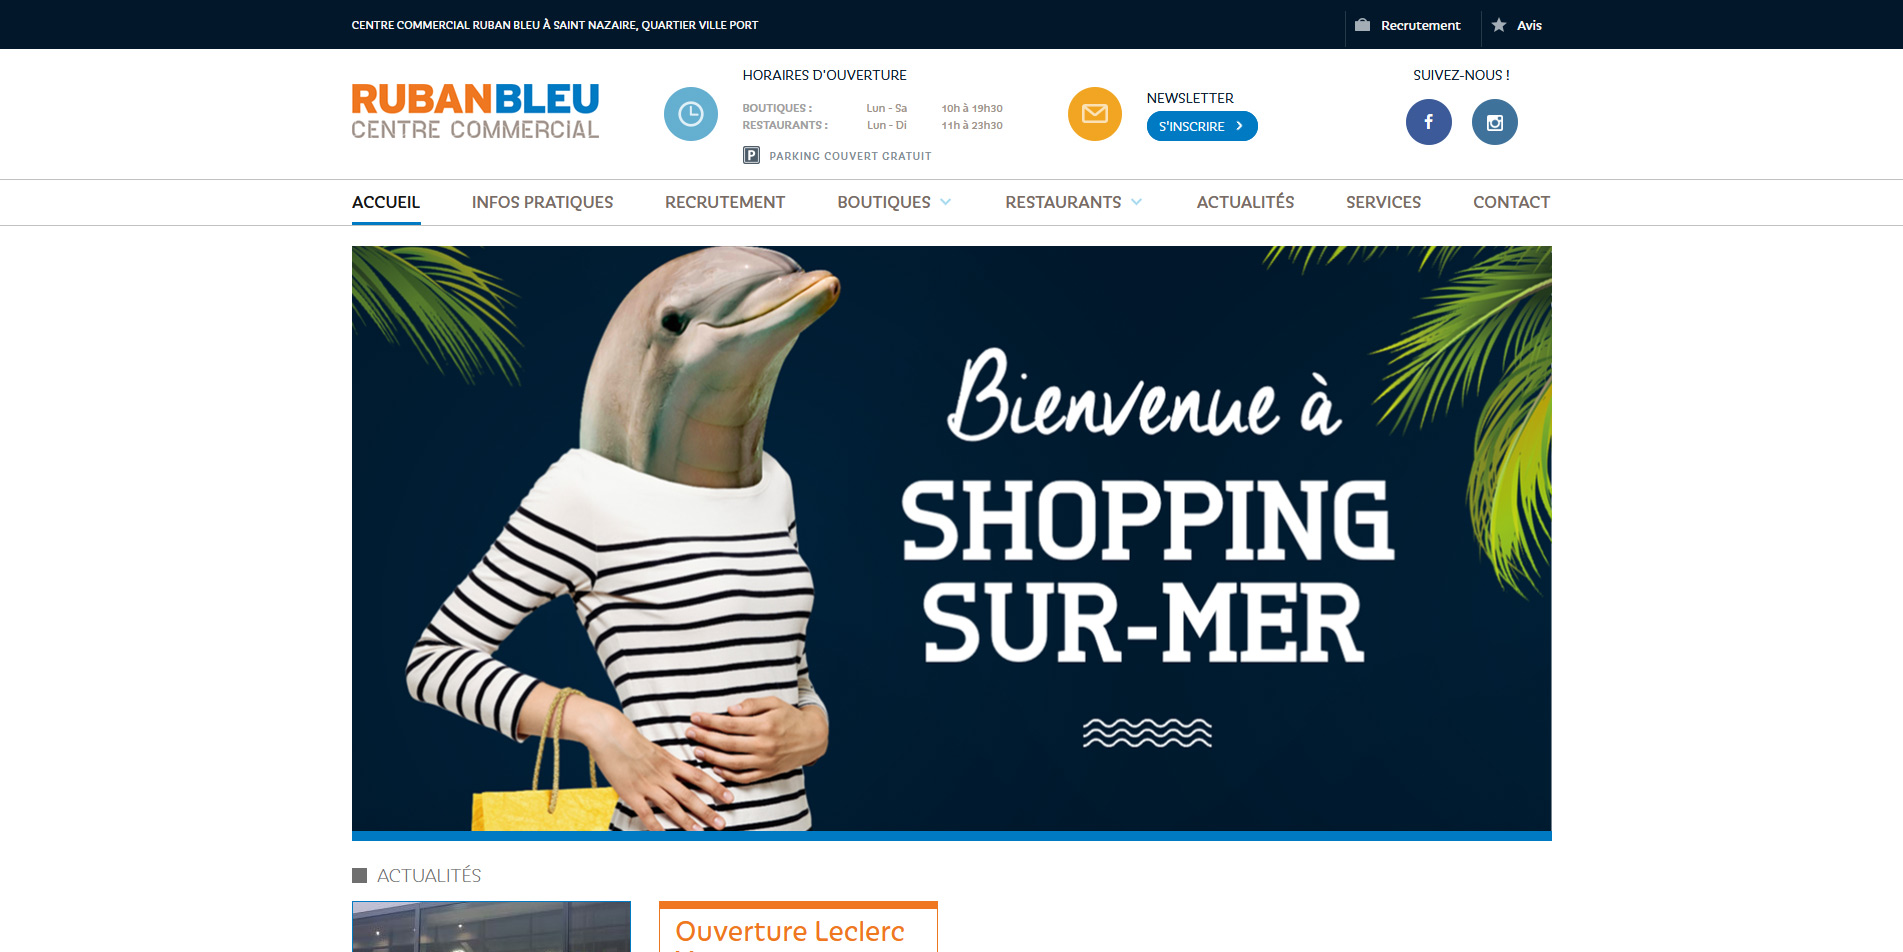 CENTRE COMMERCIAL RUBAN BLEU À SAINT NAZAIRE, QUARTIER VILLE PORT
Recrutement
Avis
RUBANBLEU
CENTRE COMMERCIAL
HORAIRES D'OUVERTURE
BOUTIQUES : Lun - Sa 10h à 19h30
RESTAURANTS : Lun - Di 11h à 23h30
P PARKING COUVERT GRATUIT
NEWSLETTER
S'INSCRIRE
SUIVEZ-NOUS !
ACCUEIL
INFOS PRATIQUES
RECRUTEMENT
BOUTIQUES
RESTAURANTS
ACTUALITÉS
SERVICES
CONTACT
Bienvenue à
SHOPPING
SUR-MER
ACTUALITÉS
Ouverture Leclerc